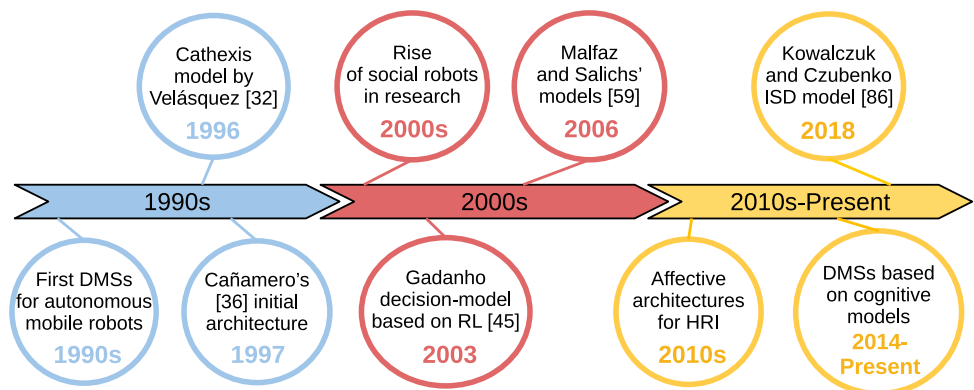 Cathexis
model by
Velásquez [32]
1996
Rise
of social robots
in research
2000s
Malfaz
and Salichs'
models [59]
2006
Kowalczuk
and Czubenko
ISD model [86]
2018
1990s
2000s
2010s-Present
First DMSs
for autonomous
mobile robots
1990s
Cañamero's
[36] initial
architecture
1997
Gadanho
decision-model
based on RL [45]
2003
Affective
architectures
for HRI
2010s
DMSs based
on cognitive
models
2014-
Present